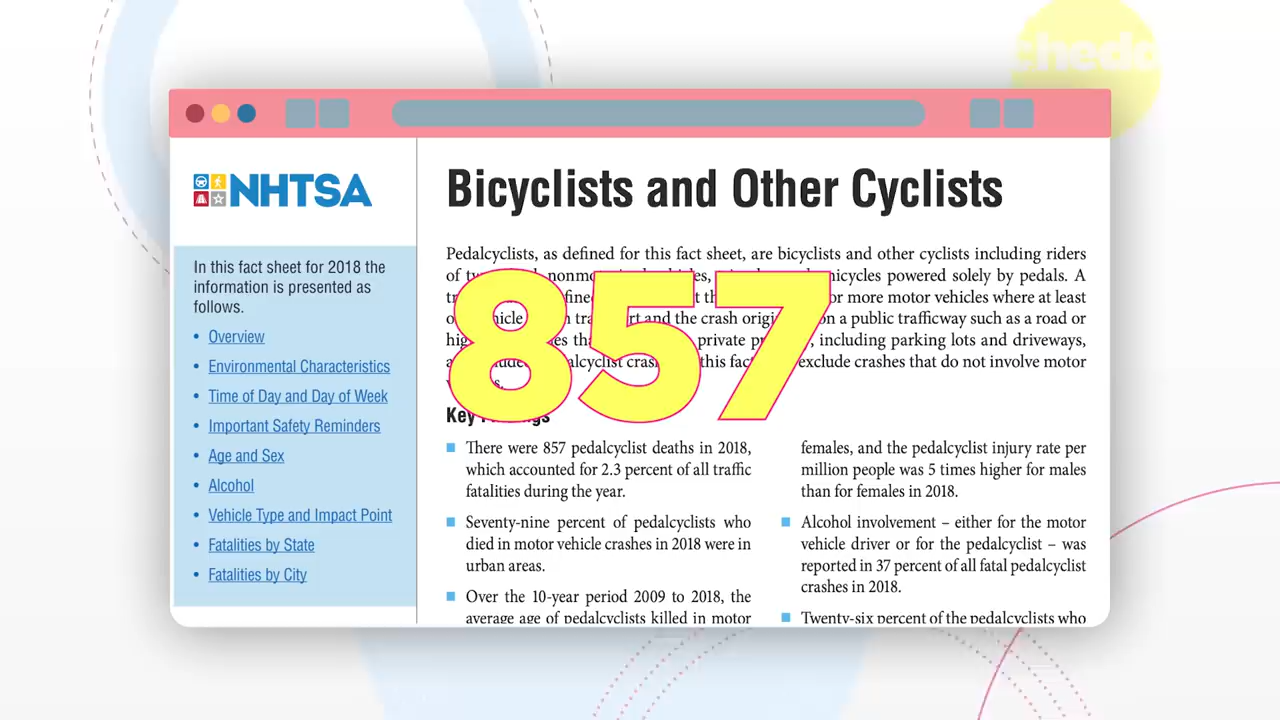 chedd
NHTSA
In this fact sheet for 2018 the
information is presented as
follows.
• Overview
• Environmental Characteristics
• Time of Day and Day of Week
• Important Safety Reminders
• Age and Sex
• Alcohol
• Vehicle Type and Impact Point
• Fatalities by State
• Fatalities by City
Bicyclists and Other Cyclists
Pedalcyclists, as defined for this fact sheet, are bicyclists and other cyclists including riders
of powered solely by pedals. A
or more motor vehicles where at least
and the crash on a public trafficway such as a road or
private including parking lots and driveways,
this exclude crashes that do not involve motor
857
Key
There were 857 pedalcyclist deaths in 2018,
which accounted for 2.3 percent of all traffic
fatalities during the year.
Seventy-nine percent of pedalcyclists who
died in motor vehicle crashes in 2018 were in
urban areas.
Over the 10-year period 2009 to 2018, the
average age of pedalcyclists killed in motor
females, and the pedalcyclist injury rate per
million people was 5 times higher for males
than for females in 2018.
Alcohol involvement – either for the motor
vehicle driver or for the pedalcyclist – was
reported in 37 percent of all fatal pedalcyclist
crashes in 2018.
Twenty-six percent of the pedalcyclists who